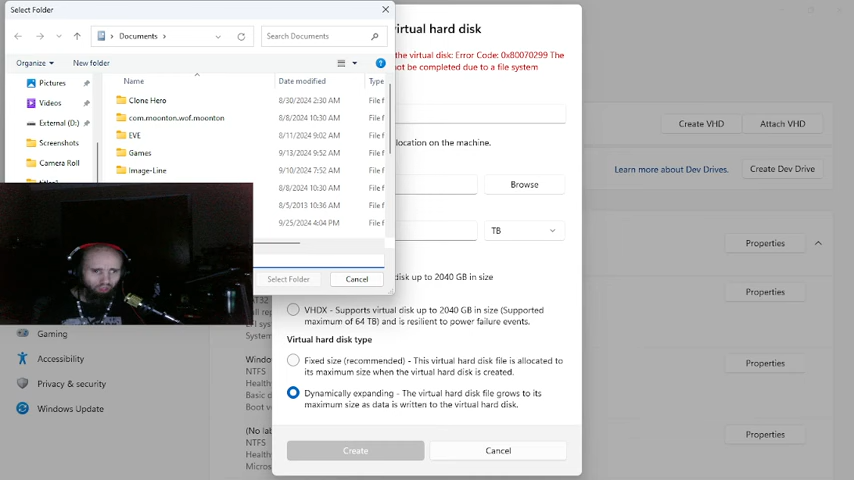 Select Folder
Documents
Search Documents
Organize
New folder
Name
Date modified
Type
Pictures
Videos
External (D:)
Screenshots
Camera Roll
Clone Hero 8/30/2024 2:30 AM File f
com.moonton.wof.moonton 8/8/2024 10:30 AM File f
EVE 8/11/2024 9:02 AM File f
Games 9/13/2024 9:52 AM File f
Image-Line 9/10/2024 7:52 AM File f
8/8/2024 10:30 AM File f
8/5/2013 10:36 AM File f
9/25/2024 4:04 PM File f
Select Folder
Cancel
virtual hard disk
the virtual disk: Error Code: 0x80070299 The
not be completed due to a file system
location on the machine.
Browse
TB
disk up to 2040 GB in size
VHDX - Supports virtual disk up to 2040 GB in size (Supported
maximum of 64 TB) and is resilient to power failure events.
Virtual hard disk type
Fixed size (recommended) - This virtual hard disk file is allocated to
its maximum size when the virtual hard disk is created.
Dynamically expanding - The virtual hard disk file grows to its
maximum size as data is written to the virtual hard disk.
Create
Cancel
Create VHD
Attach VHD
Learn more about Dev Drives.
Create Dev Drive
Properties
Properties
Properties
Properties
Gaming
Accessibility
Privacy & security
Windows Update
NTFS
Health
Basic d
Boot v
(No lab
NTFS
Health
Micros